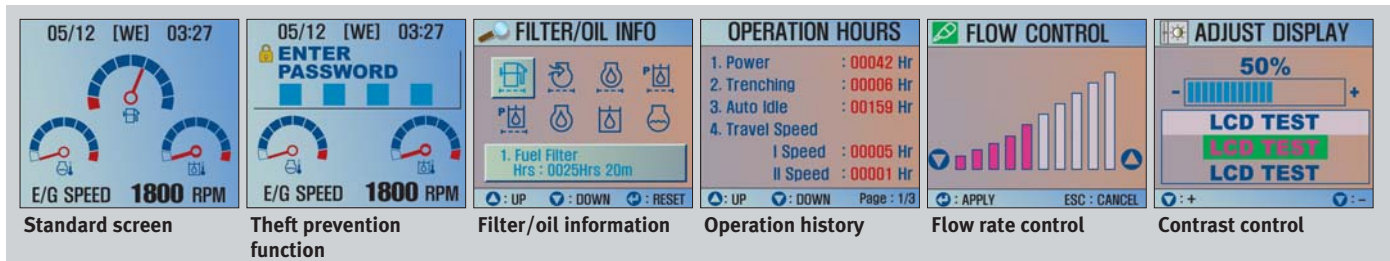 05/12 [WE] 03:27
E/G SPEED 1800 RPM
Standard screen
05/12 [WE] 03:27
ENTER
PASSWORD
E/G SPEED 1800 RPM
Theft prevention
function
FILTER/OIL INFO
P
P
1. Fuel Filter
Hrs : 0025Hrs 20m
: UP : DOWN : RESET
Filter/oil information
OPERATION HOURS
1. Power : 00042 Hr
2. Trenching : 00006 Hr
3. Auto Idle : 00159 Hr
4. Travel Speed
I Speed : 00005 Hr
II Speed : 00001 Hr
: UP : DOWN Page : 1/3
Operation history
FLOW CONTROL
: APPLY ESC : CANCEL
Flow rate control
ADJUST DISPLAY
50%
- +
LCD TEST
LCD TEST
LCD TEST
: + : -
Contrast control